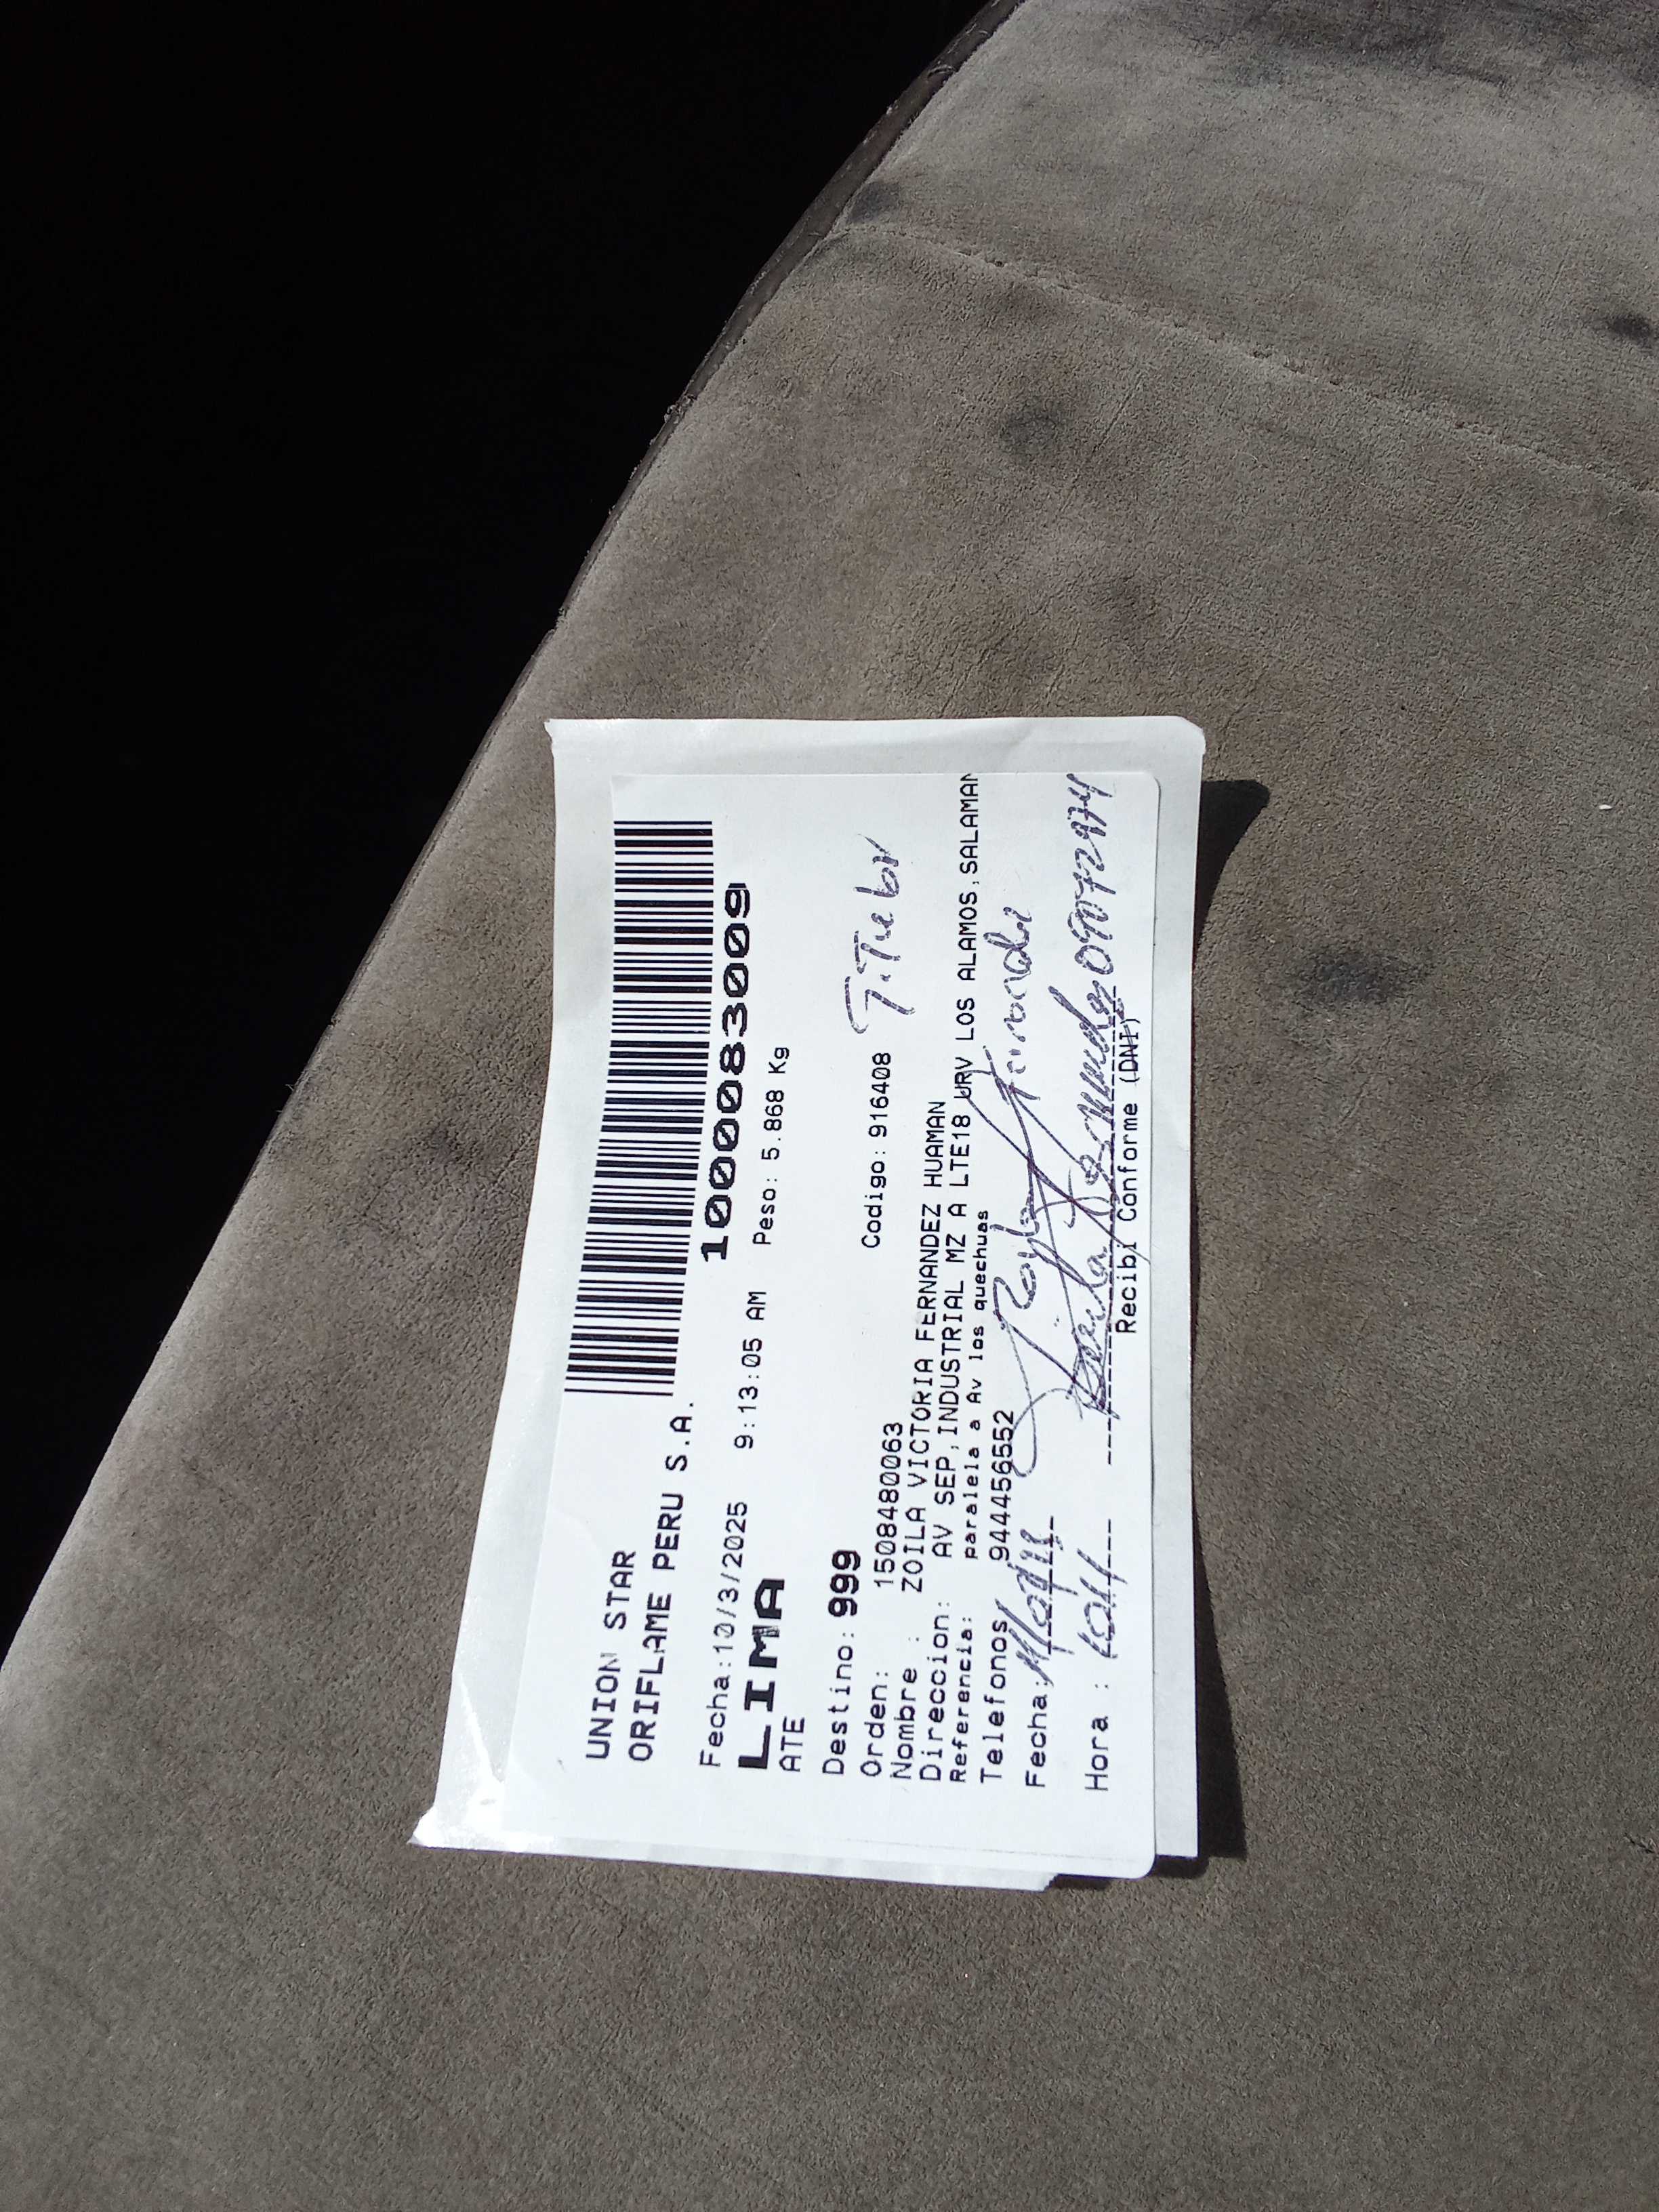 UNION STAR
ORIFLAME PERU S.A.
1000083009
Fecha:10/3/2025 9:13:05 AM Peso: 5.868 Kg
LIMA
ATE
Destino: 999
Orden: 15084480063 Codigo: 916408 Titular
Nombre : ZOILA VICTORIA FERNANDEZ HUAMAN
Direccion: AV SEP,INDUSTRIAL MZ A LTE18 URV LOS ALAMOS,SALAMAN
Referencia: paralela a Av los quechuas
Telefonos 944456552
Fecha:
Hora :
Recibi Conforme (DNI)